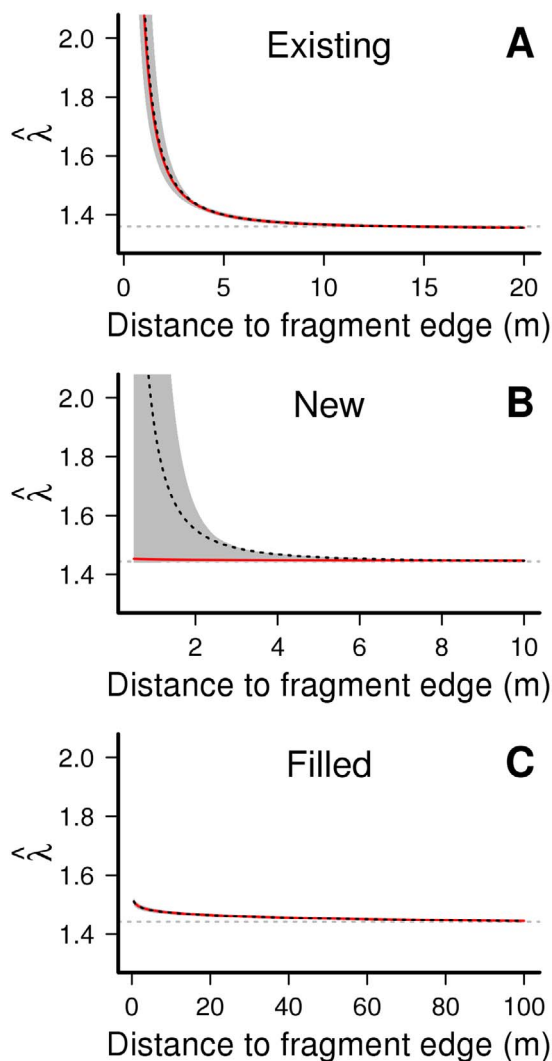 Existing A
2.0
1.8
1.6
1.4
λ̂
0 5 10 15 20
Distance to fragment edge (m)
New B
2.0
1.8
1.6
1.4
λ̂
2 4 6 8 10
Distance to fragment edge (m)
Filled C
2.0
1.8
1.6
1.4
λ̂
0 20 40 60 80 100
Distance to fragment edge (m)